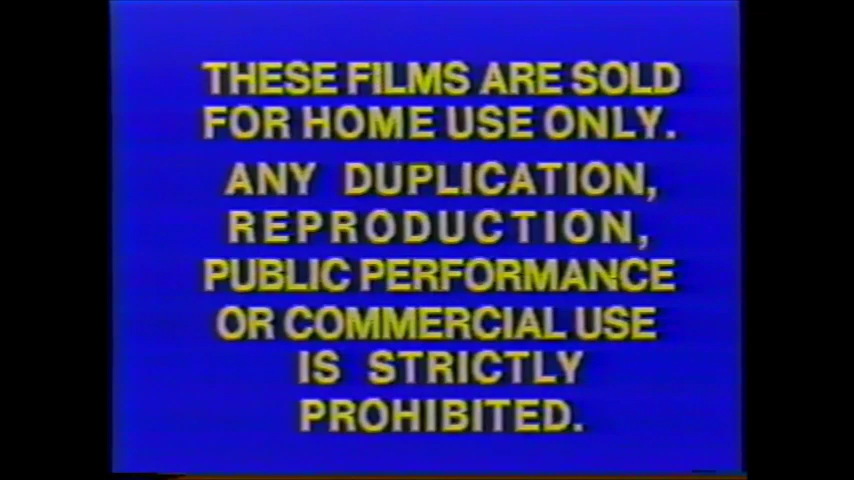 THESE FILMS ARE SOLD
FOR HOME USE ONLY.
ANY DUPLICATION,
REPRODUCTION,
PUBLIC PERFORMANCE
OR COMMERCIAL USE
IS STRICTLY
PROHIBITED.